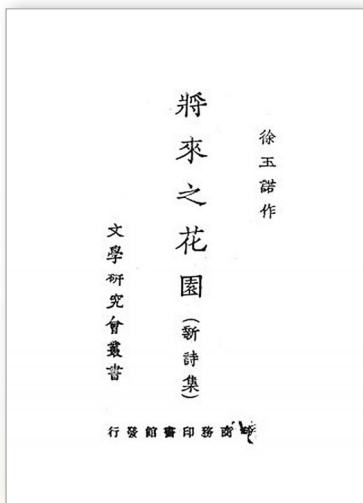 徐玉諾作
將來之花園(新詩集)
文學研究會叢書
商務印書館發行